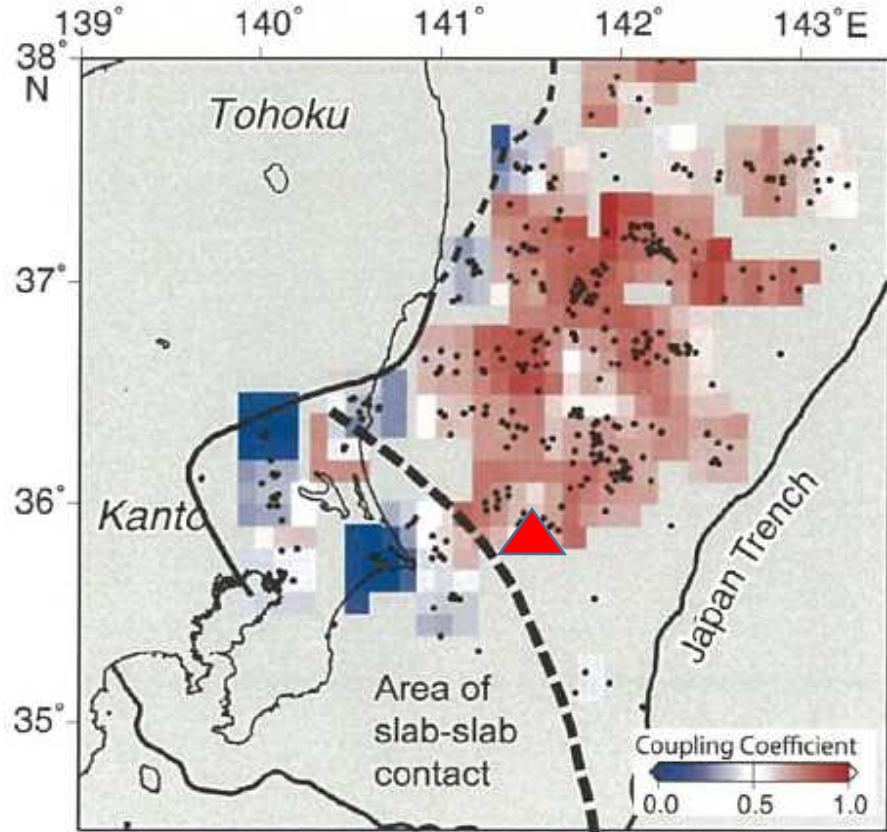 139° 140° 141° 142° 143°E
38°
N
Tohoku
37°
36°
Kanto
Japan Trench
35°
Area of
slab-slab
contact
Coupling Coefficient
0.0 0.5 1.0